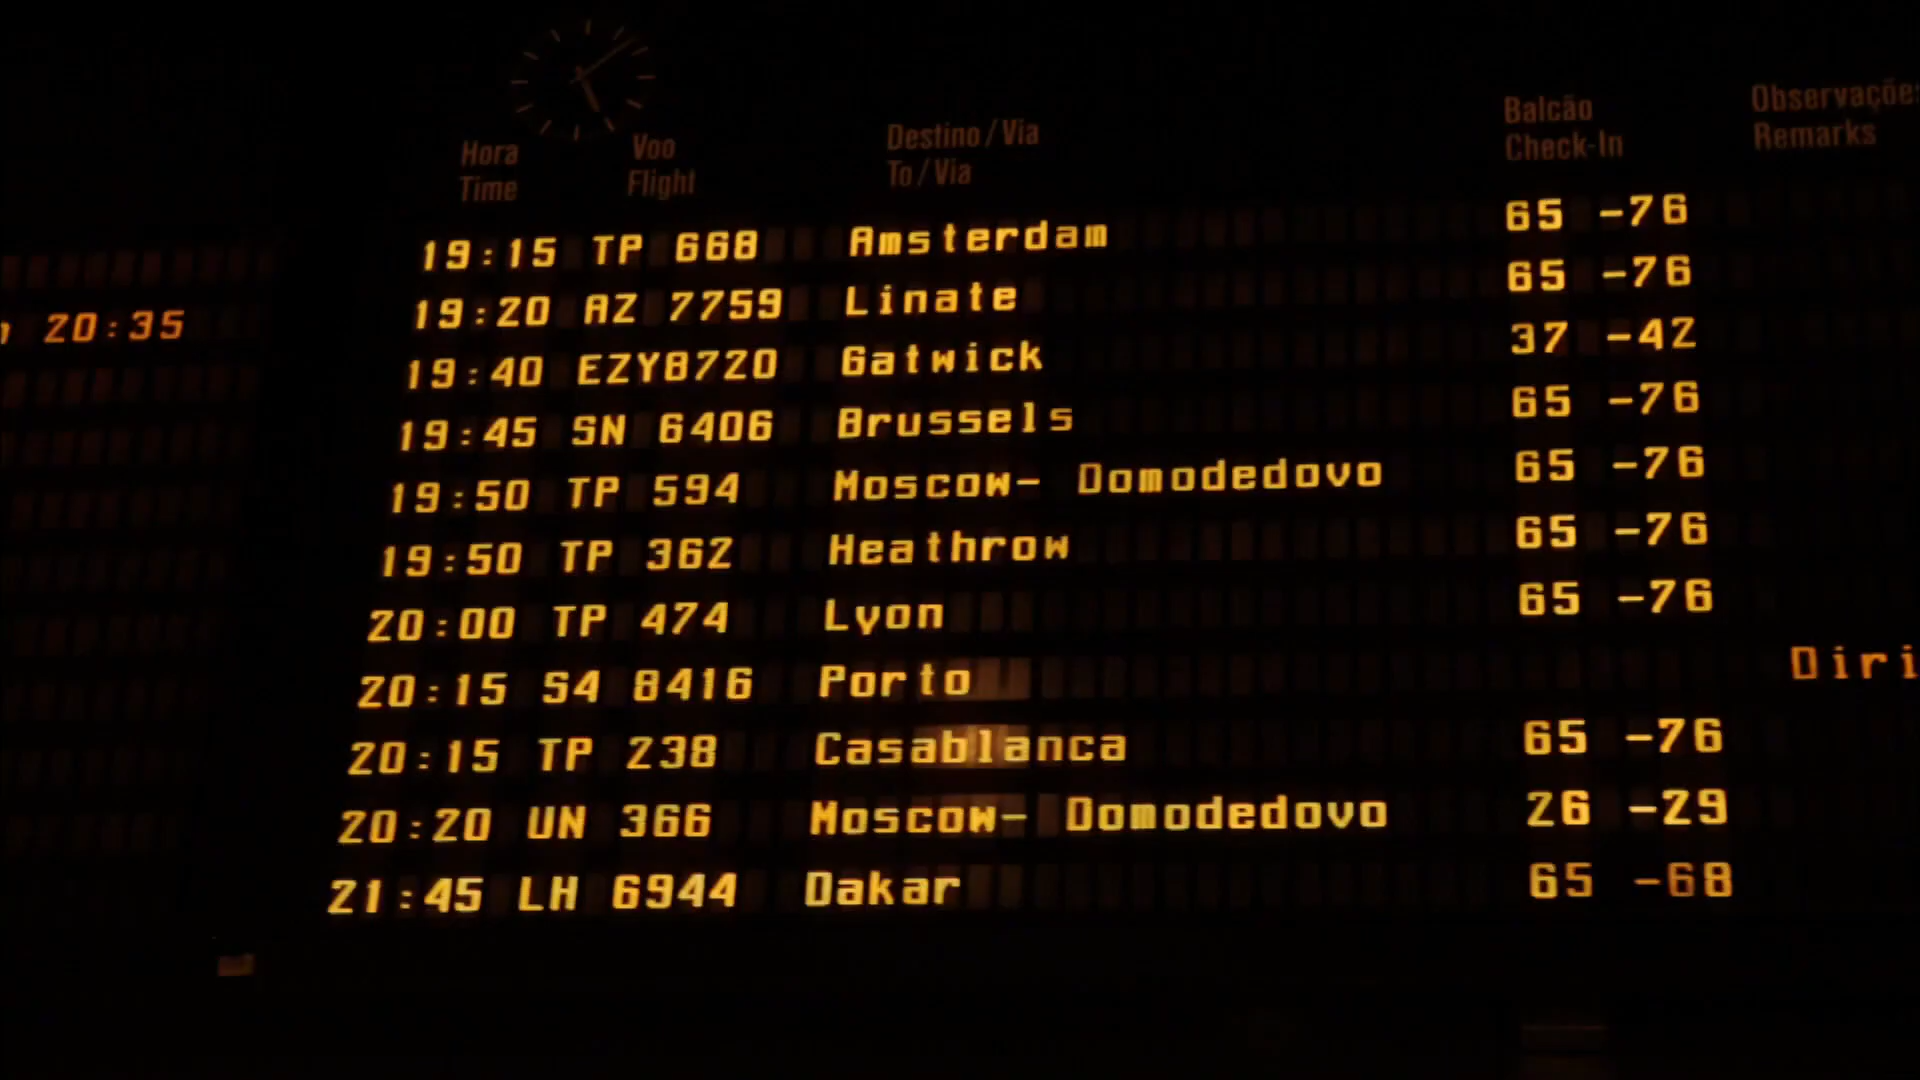 Hora Voo Destino/Via Balcão Observações
Time Flight To/Via Check-In Remarks
19:15 TP 668 Amsterdam 65 -76
19:20 AZ 7759 Linate 65 -76
20:35
19:40 EZY8720 Gatwick 37 -42
19:45 SN 6406 Brussels 65 -76
19:50 TP 594 Moscow- Domodedovo 65 -76
19:50 TP 362 Heathrow 65 -76
20:00 TP 474 Lyon 65 -76
20:15 S4 8416 Porto Diri
20:15 TP 238 Casablanca 65 -76
20:20 UN 366 Moscow- Domodedovo 26 -29
21:45 LH 6944 Dakar 65 -68